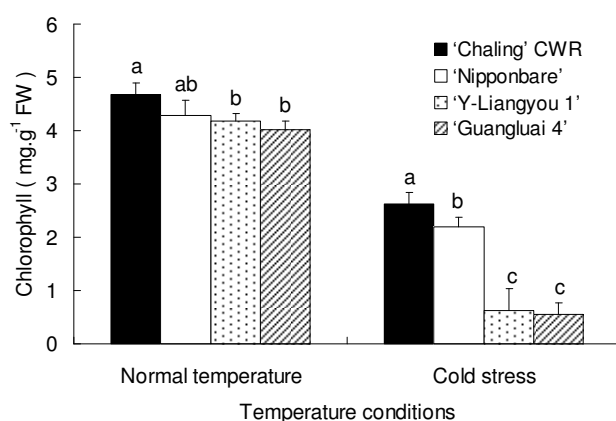 6
5
4
3
2
1
0
Chlorophyll ( mg.g-1 FW)
'Chaling' CWR
'Nipponbare'
'Y-Liangyou 1'
'Guangluai 4'
a
ab
b
b
a
b
c
c
Normal temperature
Cold stress
Temperature conditions